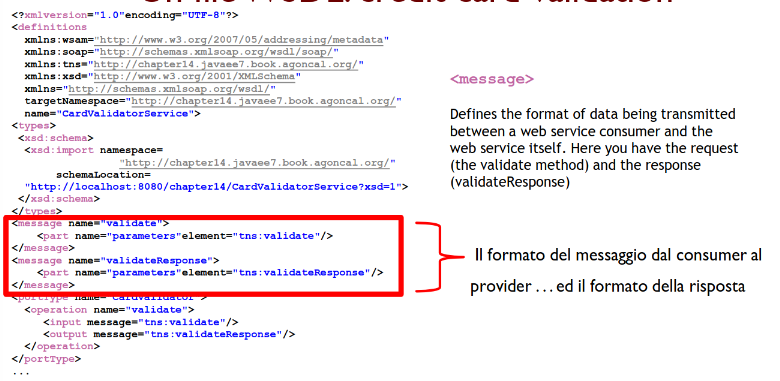 credit card validation
<?xmlversion="1.0"encoding="UTF-8"?>
<definitions
xmlns:wsam="http://www.w3.org/2007/05/addressing/metadata"
xmlns:soap="http://schemas.xmlsoap.org/wsdl/soap/"
xmlns:tns="http://chapter14.javaee7.book.agoncal.org/"
xmlns:xsd="http://www.w3.org/2001/XMLSchema"
xmlns="http://schemas.xmlsoap.org/wsdl/"
targetNamespace="http://chapter14.javaee7.book.agoncal.org/"
name="CardValidatorService">
<types>
<xsd:schema>
<xsd:import namespace=
"http://chapter14.javaee7.book.agoncal.org/"
schemaLocation=
"http://localhost:8080/chapter14/CardValidatorService?xsd=1">
</xsd:schema>
</types>
<message name="validate">
<part name="parameters"element="tns:validate"/>
</message>
<message name="validateResponse">
<part name="parameters"element="tns:validateResponse"/>
</message>
<portType name="CardValidator">
<operation name="validate">
<input message="tns:validate"/>
<output message="tns:validateResponse"/>
</operation>
</portType>
...
<message>
Defines the format of data being transmitted
between a web service consumer and the
web service itself. Here you have the request
(the validate method) and the response
(validateResponse)
Il formato del messaggio dal consumer al
provider …ed il formato della risposta